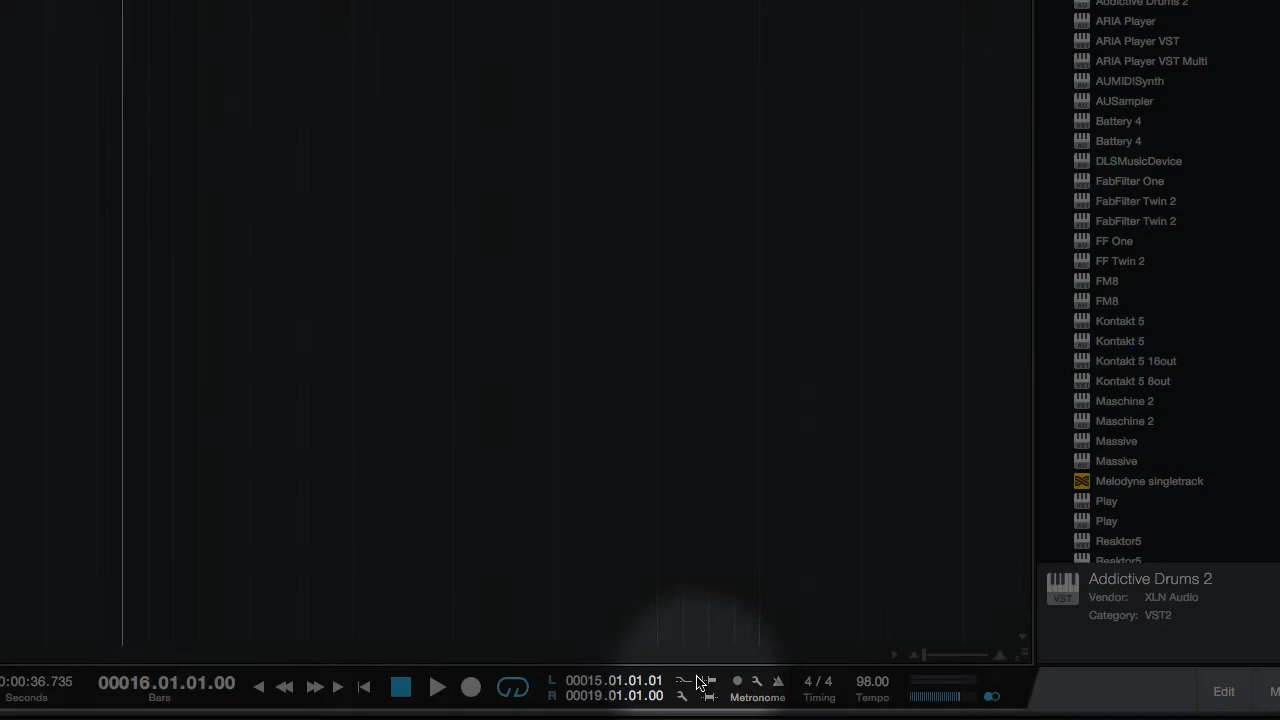 Addictive Drums 2
ARIA Player
ARIA Player VST
ARIA Player VST Multi
AUMIDISynth
AUSampler
Battery 4
Battery 4
DLSMusicDevice
FabFilter One
FabFilter Twin 2
FabFilter Twin 2
FF One
FF Twin 2
FM8
FM8
Kontakt 5
Kontakt 5
Kontakt 5 16out
Kontakt 5 8out
Maschine 2
Maschine 2
Massive
Massive
Melodyne singletrack
Play
Play
Reaktor5
Reaktor5
Addictive Drums 2
VST
Vendor: XLN Audio
Category: VST2
0:00:36.735
Seconds
00016.01.01.00
Bars
L 00015.01.01.01
R 00019.01.01.00
Metronome
4 / 4
Timing
98.00
Tempo
Edit